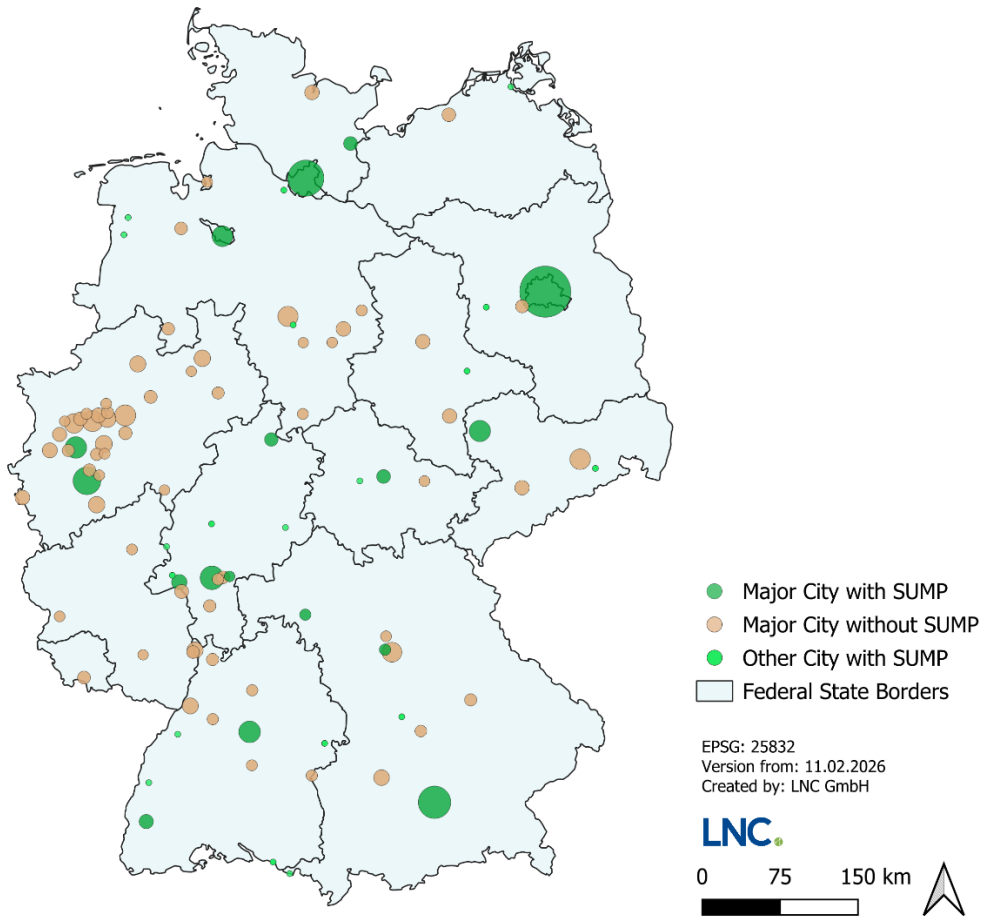 Major City with SUMP
Major City without SUMP
Other City with SUMP
Federal State Borders
EPSG: 25832
Version from: 11.02.2026
Created by: LNC GmbH
LNC
0 75 150 km